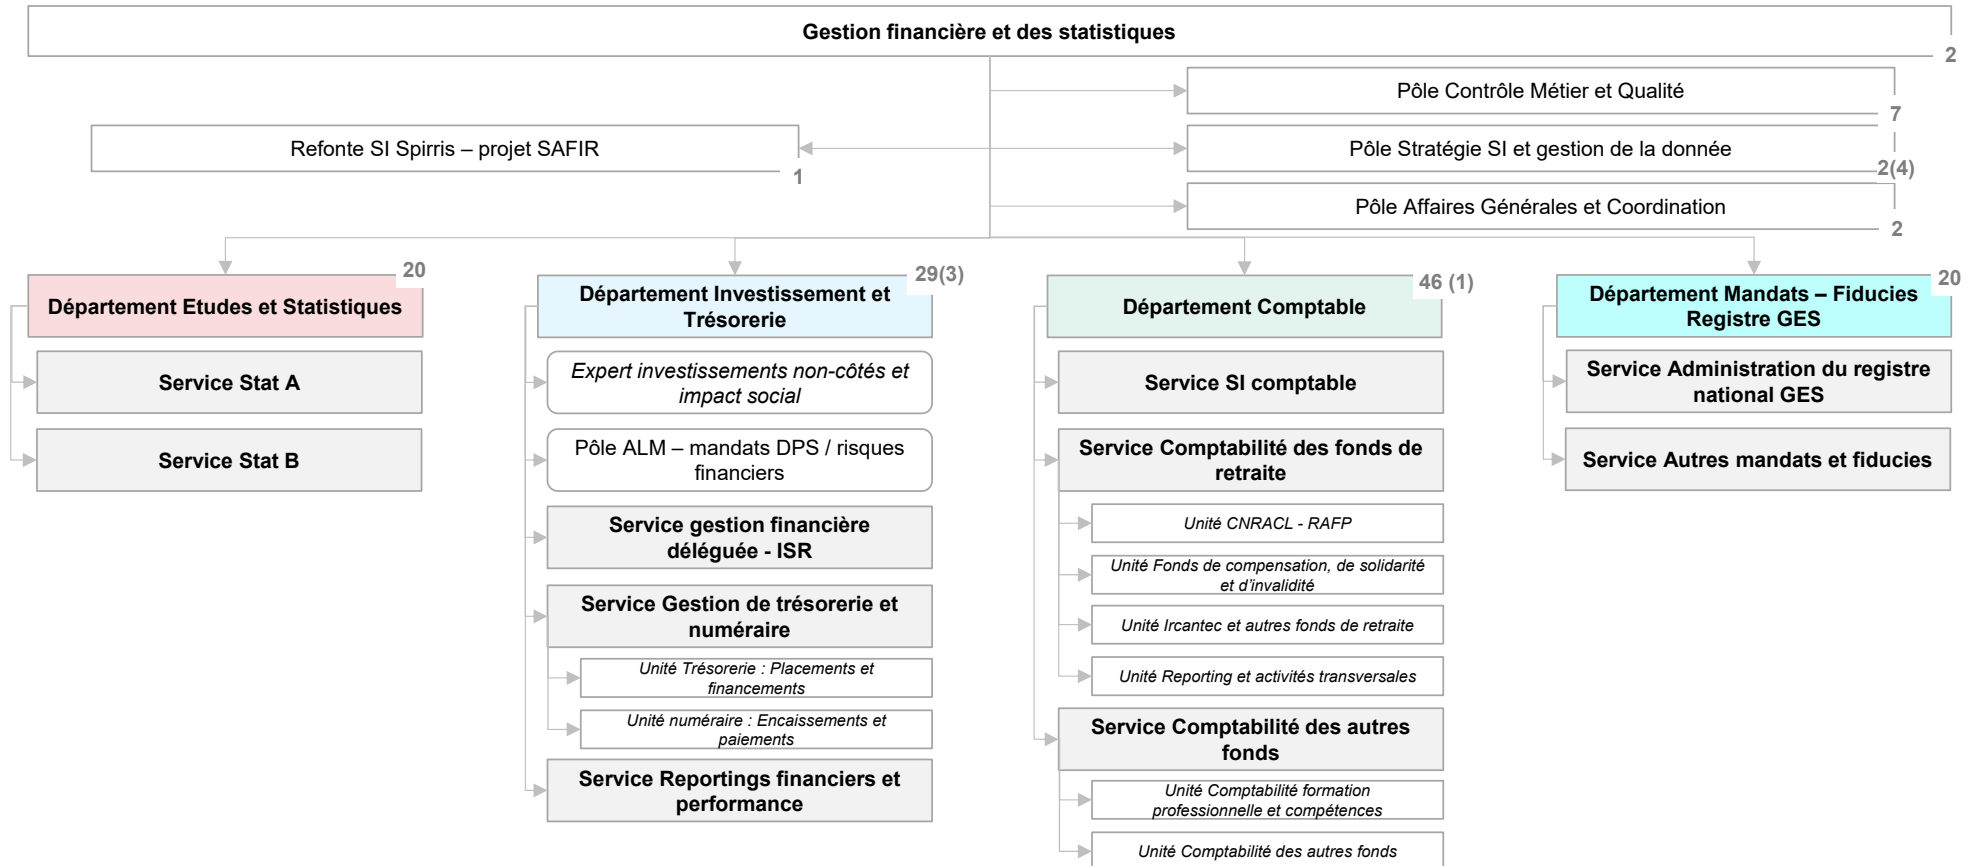 Gestion financière et des statistiques
2
Pôle Contrôle Métier et Qualité
7
Refonte SI Spirris – projet SAFIR
1
Pôle Stratégie SI et gestion de la donnée
2(4)
Pôle Affaires Générales et Coordination
2
20
Département Etudes et Statistiques
Service Stat A
Service Stat B
29(3)
Département Investissement et
Trésorerie
Expert investissements non-côtés et
impact social
Pôle ALM – mandats DPS / risques
financiers
Service gestion financière
déléguée - ISR
Service Gestion de trésorerie et
numéraire
Unité Trésorerie : Placements et
financements
Unité numéraire : Encaissements et
paiements
Service Reportings financiers et
performance
46 (1)
Département Comptable
Service SI comptable
Service Comptabilité des fonds de
retraite
Unité CNRACL - RAFP
Unité Fonds de compensation, de solidarité
et d'invalidité
Unité Ircantec et autres fonds de retraite
Unité Reporting et activités transversales
Service Comptabilité des autres
fonds
Unité Comptabilité formation
professionnelle et compétences
Unité Comptabilité des autres fonds
20
Département Mandats – Fiducies
Registre GES
Service Administration du registre
national GES
Service Autres mandats et fiducies